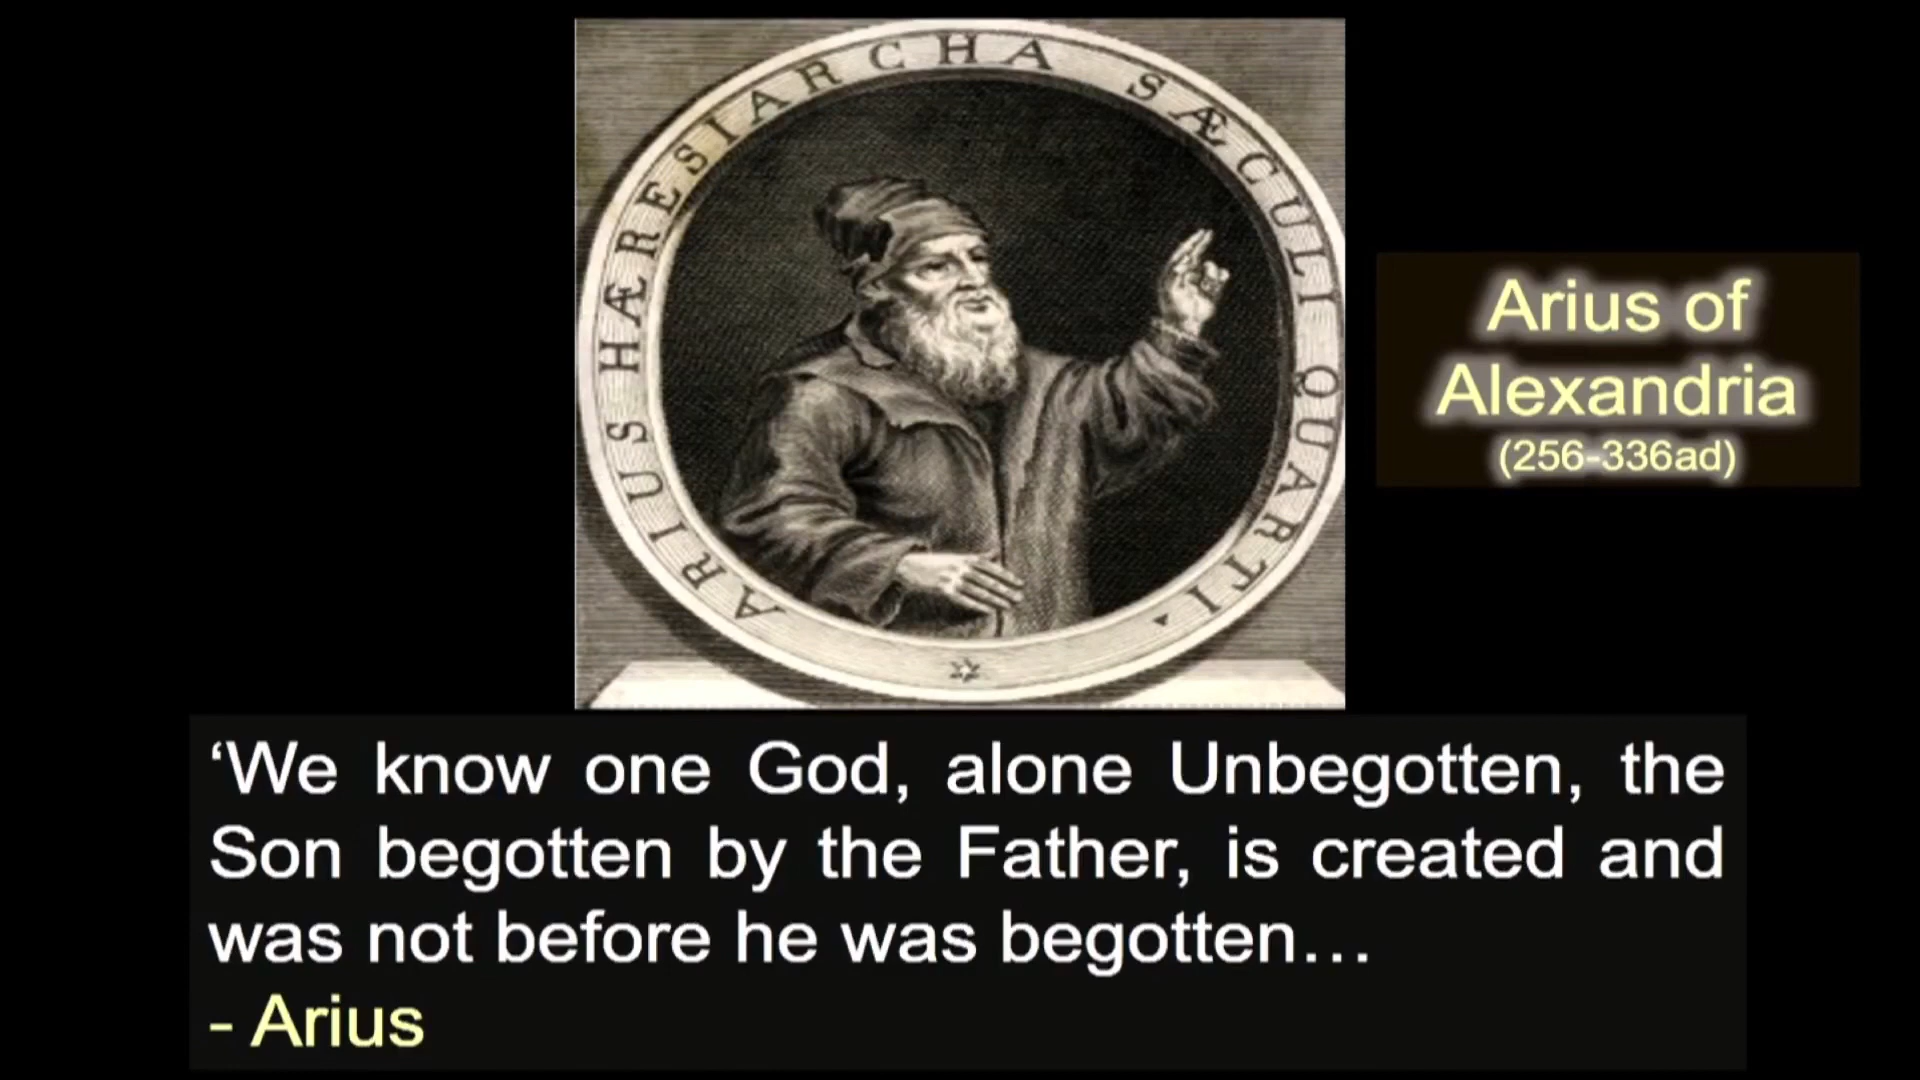 ARIUS HÆRESIARCHA SÆCULI QUARTI.
Arius of
Alexandria
(256-336ad)
‘We know one God, alone Unbegotten, the
Son begotten by the Father, is created and
was not before he was begotten…
- Arius